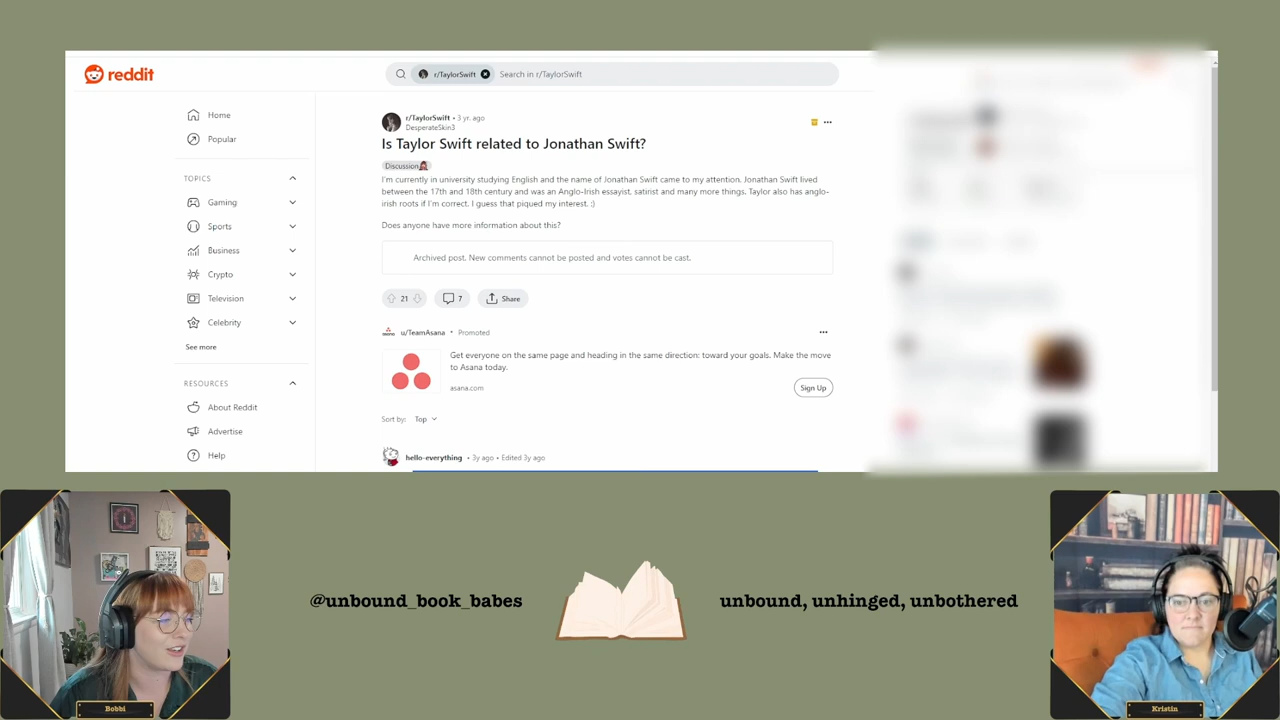 reddit
r/TaylorSwift
Search in r/TaylorSwift
Home
Popular
TOPICS
Gaming
Sports
Business
Crypto
Television
Celebrity
See more
RESOURCES
About Reddit
Advertise
Help
r/TaylorSwift • 3 yr. ago
DesperateSkin3
Is Taylor Swift related to Jonathan Swift?
Discussion
I'm currently in university studying English and the name of Jonathan Swift came to my attention. Jonathan Swift lived
between the 17th and 18th century and was an Anglo-Irish essayist, satirist and many more things. Taylor also has anglo-
irish roots if I'm correct. I guess that piqued my interest. :)
Does anyone have more information about this?
Archived post. New comments cannot be posted and votes cannot be cast.
21
7
Share
u/TeamAsana • Promoted
Get everyone on the same page and heading in the same direction: toward your goals. Make the move
to Asana today.
asana.com
Sign Up
Sort by: Top
hello-everything • 3y ago • Edited 3y ago
@unbound_book_babes
unbound, unhinged, unbothered
Bobbi
Kristin